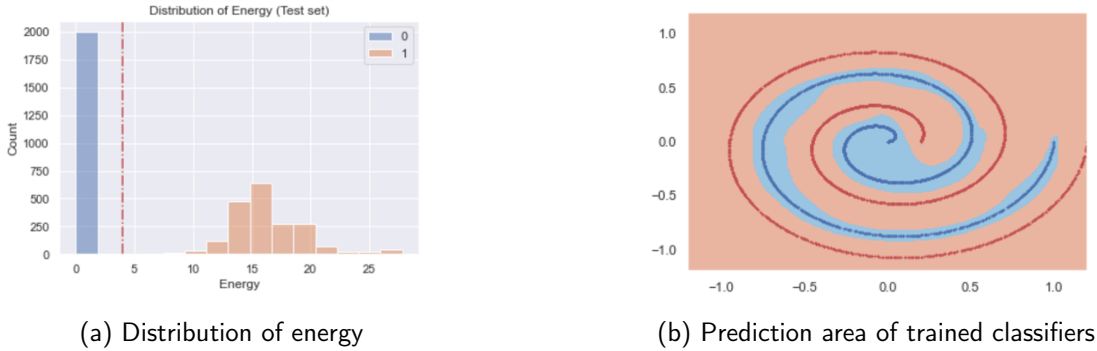 Distribution of Energy (Test set)
2000
1750
1500
1250
1000
750
500
250
0
Count
0
1
0 5 10 15 20 25
Energy
(a) Distribution of energy
1.0
0.5
0.0
−0.5
−1.0
−1.0 −0.5 0.0 0.5 1.0
(b) Prediction area of trained classifiers